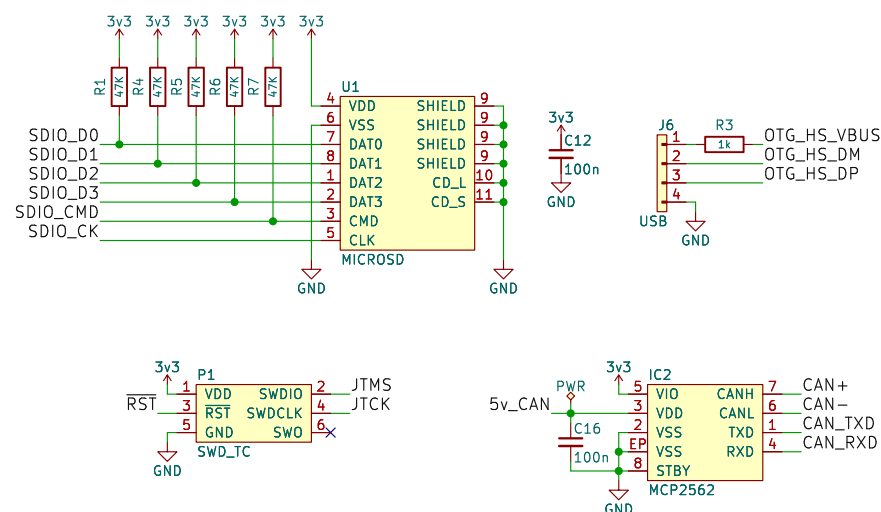 3v3 3v3 3v3 3v3 3v3 3v3
R1 47K R4 47K R5 47K R6 47K R7 47K
U1
4 VDD SHIELD 9
6 VSS SHIELD 9
SDIO_D0 7 DAT0 SHIELD 9
SDIO_D1 8 DAT1 SHIELD 9
SDIO_D2 1 DAT2 CD_L 10
SDIO_D3 2 DAT3 CD_S 11
SDIO_CMD 3 CMD
SDIO_CK 5 CLK
MICROSD
GND GND
3v3
C12
100n
GND
J6 R3
1 1k OTG_HS_VBUS
2 OTG_HS_DM
3 OTG_HS_DP
4
USB
GND
3v3 P1
1 VDD SWDIO 2 JTMS
RST 3 RST SWDCLK 4 JTCK
5 GND SWO 6
SWD_TC
GND
3v3 IC2
PWR 5 VIO CANH 7 CAN+
5v_CAN 3 VDD CANL 6 CAN-
C16 2 VSS TXD 1 CAN_TXD
EP VSS RXD 4 CAN_RXD
100n 8 STBY
MCP2562
GND